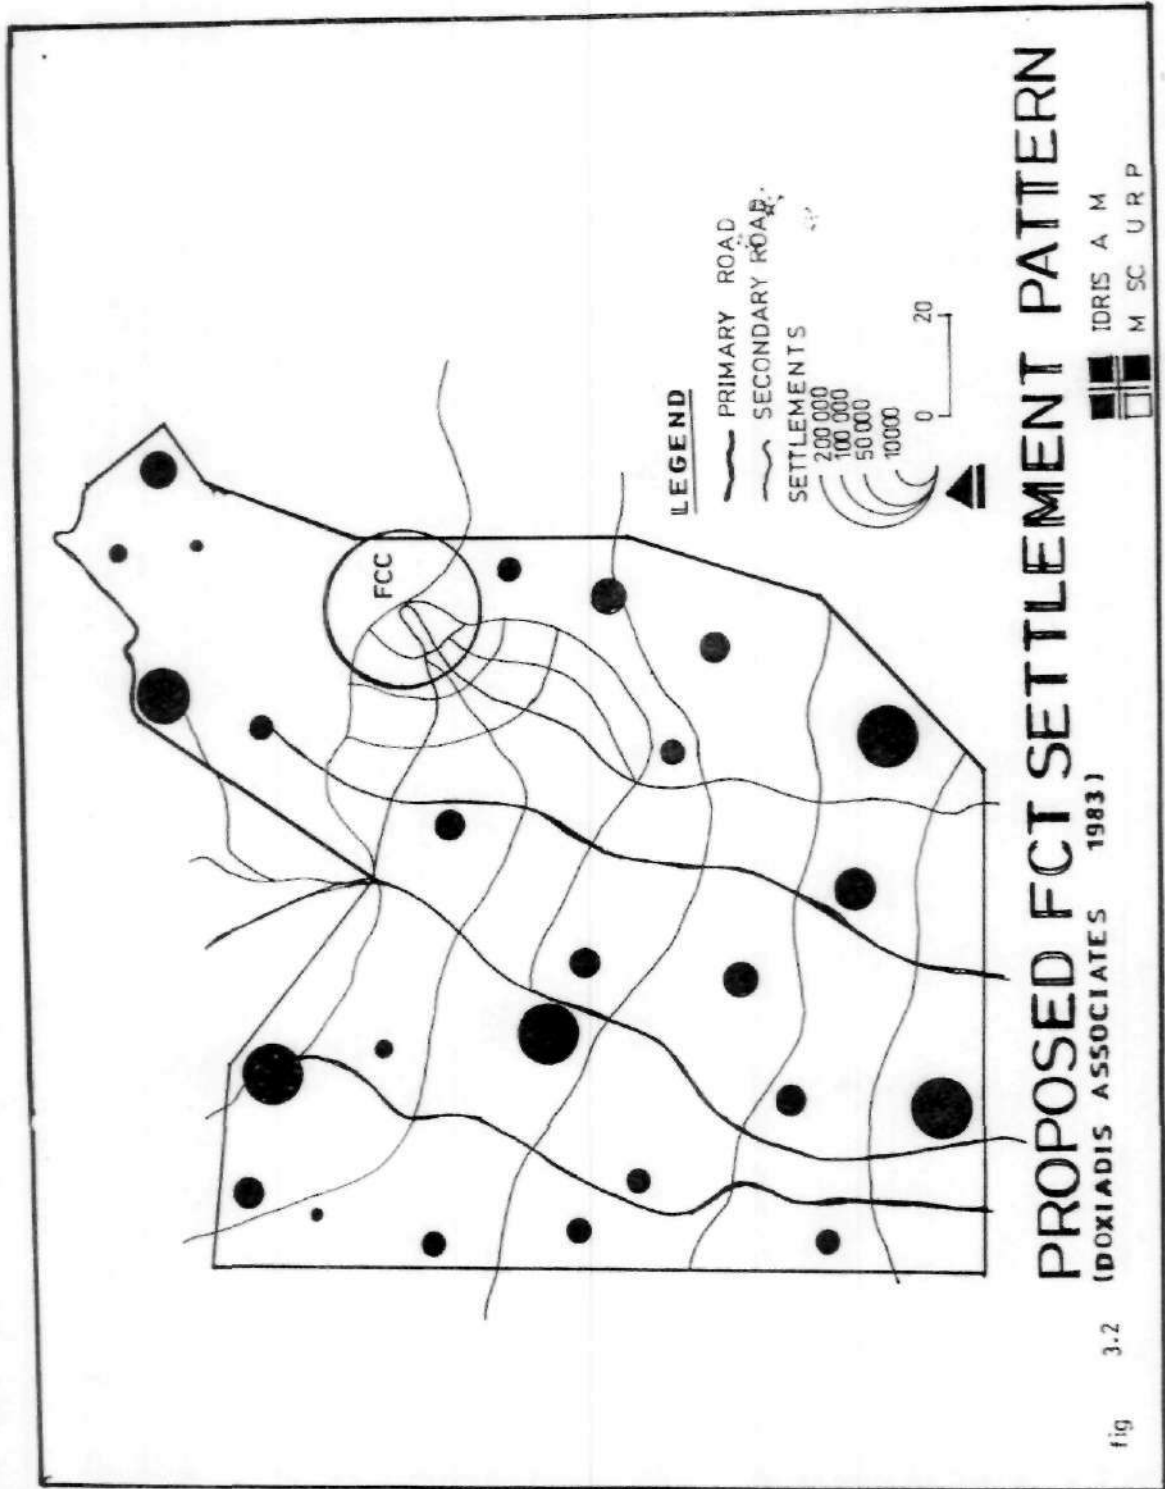 FCC
LEGEND
PRIMARY ROAD
SECONDARY ROAD
SETTLEMENTS
200 000
100 000
50 000
10000
0 20
PROPOSED FCT SETTLEMENT PATTERN
(DOXIADIS ASSOCIATES 1983)
IDRIS A M
M SC U R P
fig 3.2